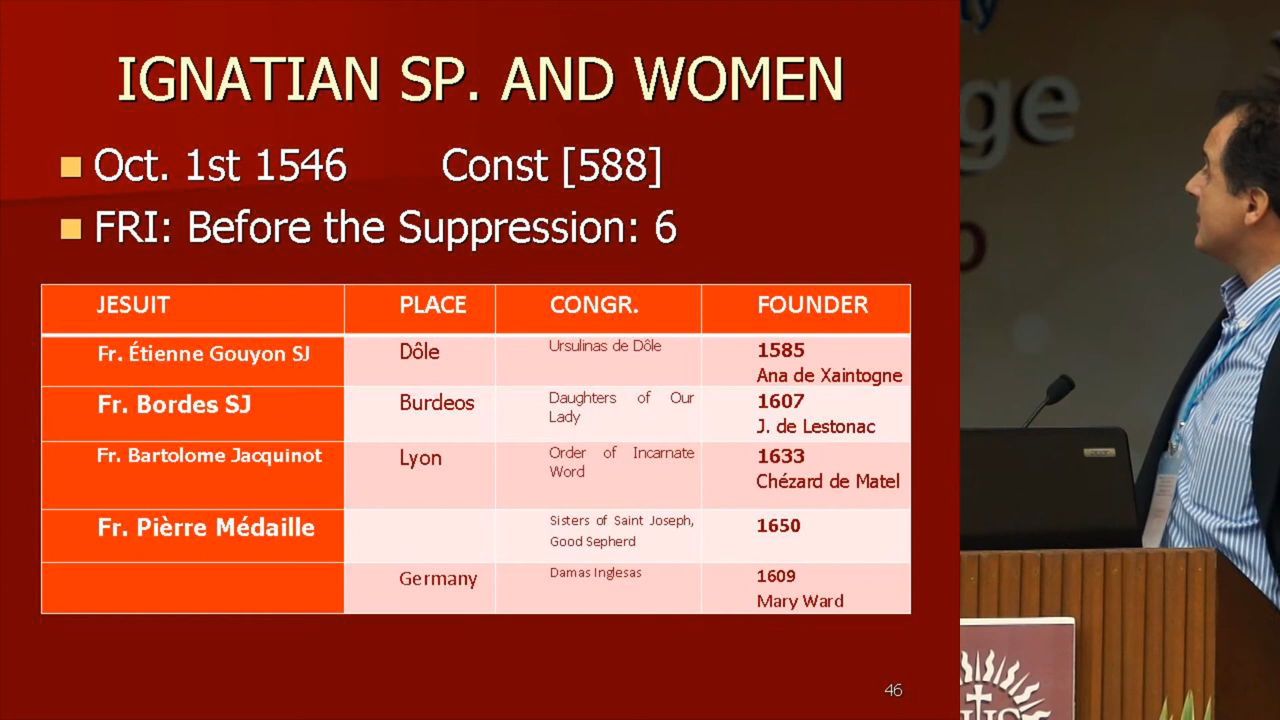 IGNATIAN SP. AND WOMEN
Oct. 1st 1546 Const [588]
FRI: Before the Suppression: 6
JESUIT PLACE CONGR. FOUNDER
Fr. Étienne Gouyon SJ Dôle Ursulinas de Dôle 1585
Ana de Xaintogne
Fr. Bordes SJ Burdeos Daughters of Our 1607
Lady J. de Lestonac
Fr. Bartolome Jacquinot Lyon Order of Incarnate 1633
Word Chézard de Matel
Fr. Pièrre Médaille Sisters of Saint Joseph, 1650
Good Sepherd
Germany Damas Inglesas 1609
Mary Ward
46
acer